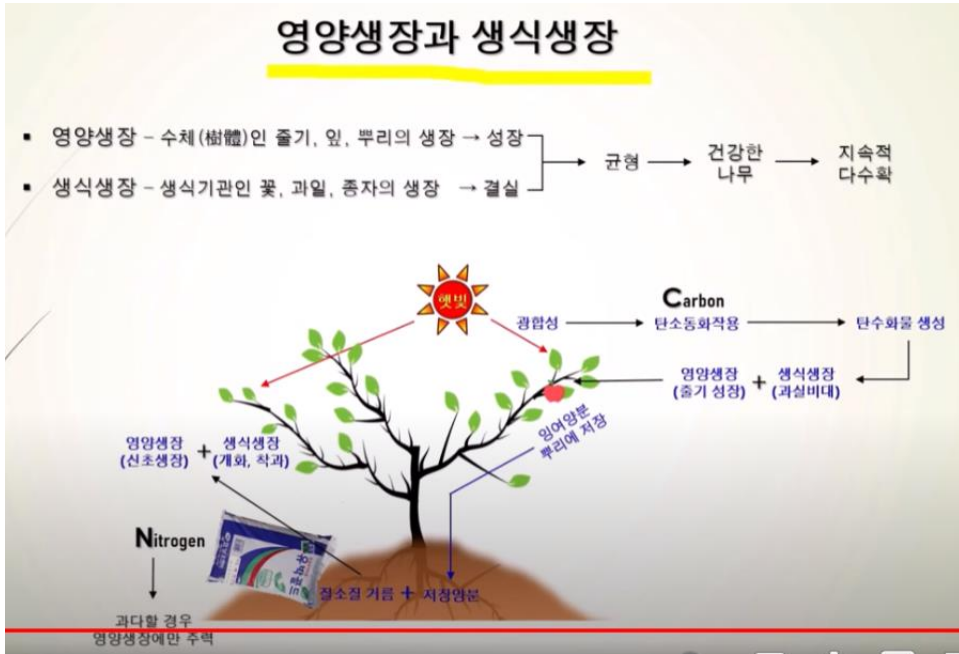 영양생장과 생식생장
▪ 영양생장 – 수체(樹體)인 줄기, 잎, 뿌리의 생장 → 성장
▪ 생식생장 – 생식기관인 꽃, 과일, 종자의 생장 → 결실
균형
건강한
나무
지속적
다수확
햇빛
광합성
Carbon
탄소동화작용
탄수화물 생성
영양생장
(줄기 성장)
+
생식생장
(과실비대)
잉여양분
뿌리에 저장
영양생장
(신초생장)
+
생식생장
(개화, 착과)
Nitrogen
과다할 경우
영양생장에만 주력
유박골드
질소질 거름 + 저장양분